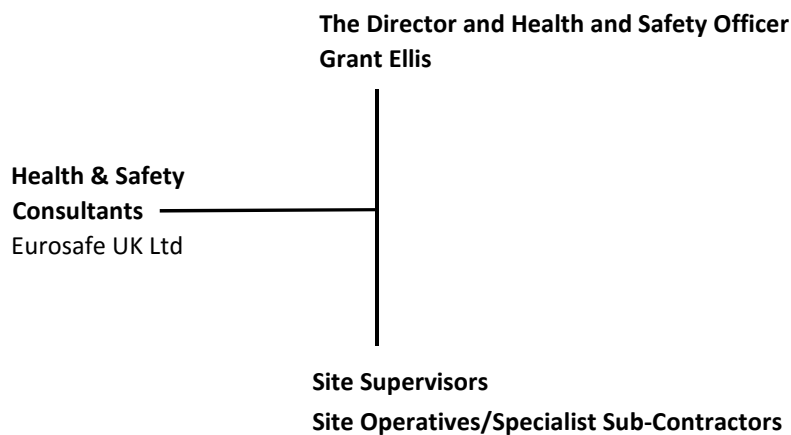 The Director and Health and Safety Officer
Grant Ellis
Health & Safety
Consultants
Eurosafe UK Ltd
Site Supervisors
Site Operatives/Specialist Sub-Contractors